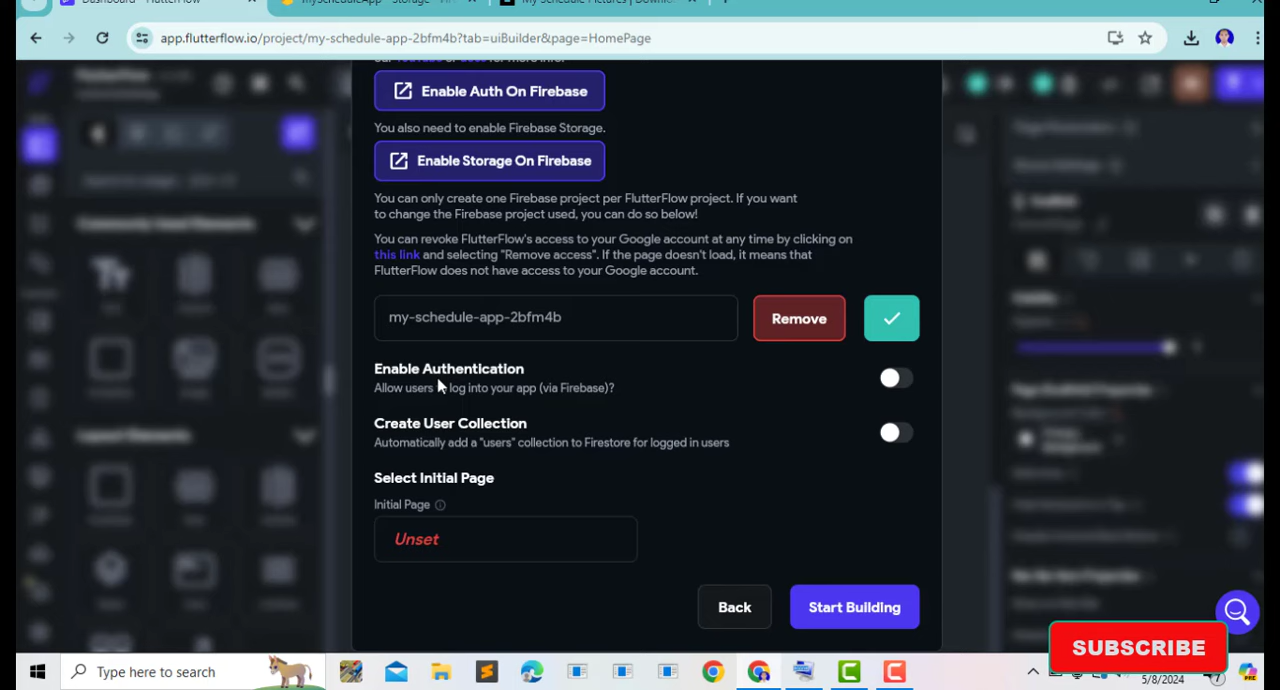 app.flutterflow.io/project/my-schedule-app-2bfm4b?tab=uiBuilder&page=HomePage
Enable Auth On Firebase
You also need to enable Firebase Storage.
Enable Storage On Firebase
You can only create one Firebase project per FlutterFlow project. If you want
to change the Firebase project used, you can do so below!
You can revoke FlutterFlow's access to your Google account at any time by clicking on
this link and selecting "Remove access". If the page doesn't load, it means that
FlutterFlow does not have access to your Google account.
my-schedule-app-2bfm4b
Remove
Enable Authentication
Allow users log into your app (via Firebase)?
Create User Collection
Automatically add a "users" collection to Firestore for logged in users
Select Initial Page
Initial Page
Unset
Back
Start Building
SUBSCRIBE
Type here to search
5/8/2024